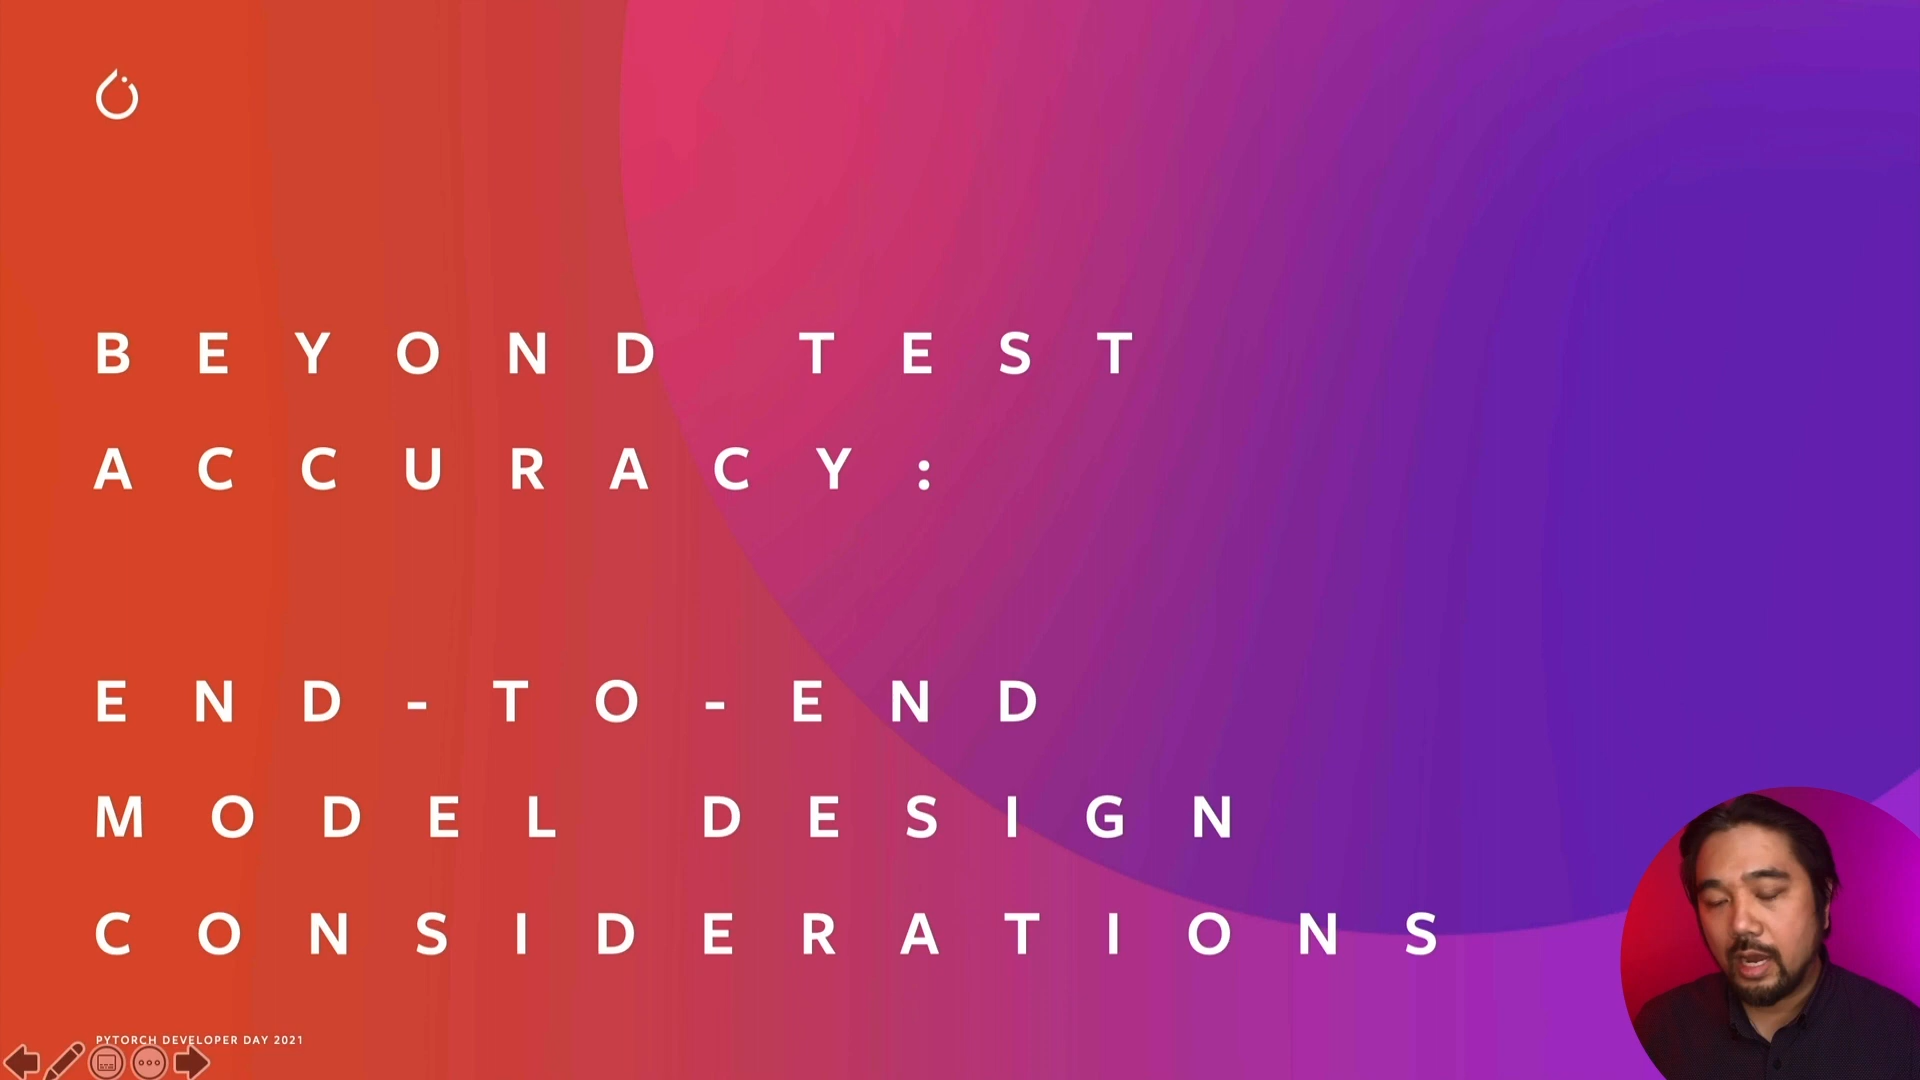 BEYOND TEST
ACCURACY:
END-TO-END
MODEL DESIGN
CONSIDERATIONS
PYTORCH DEVELOPER DAY 2021